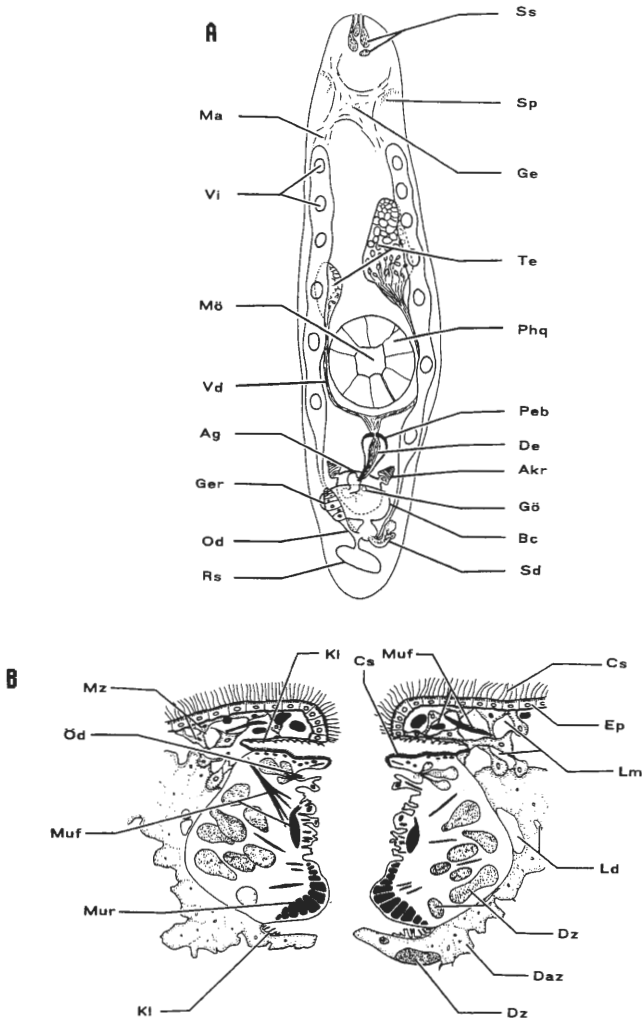 A
Ss
Sp
Ma
Ge
Vi
Te
Mö
Phq
Vd
Peb
Ag
De
Akr
Ger
Gö
Od
Bc
Rs
Sd
B
Kl
Cs
Muf
Cs
Mz
Ep
Öd
Lm
Muf
Ld
Mur
Dz
Daz
Kl
Dz